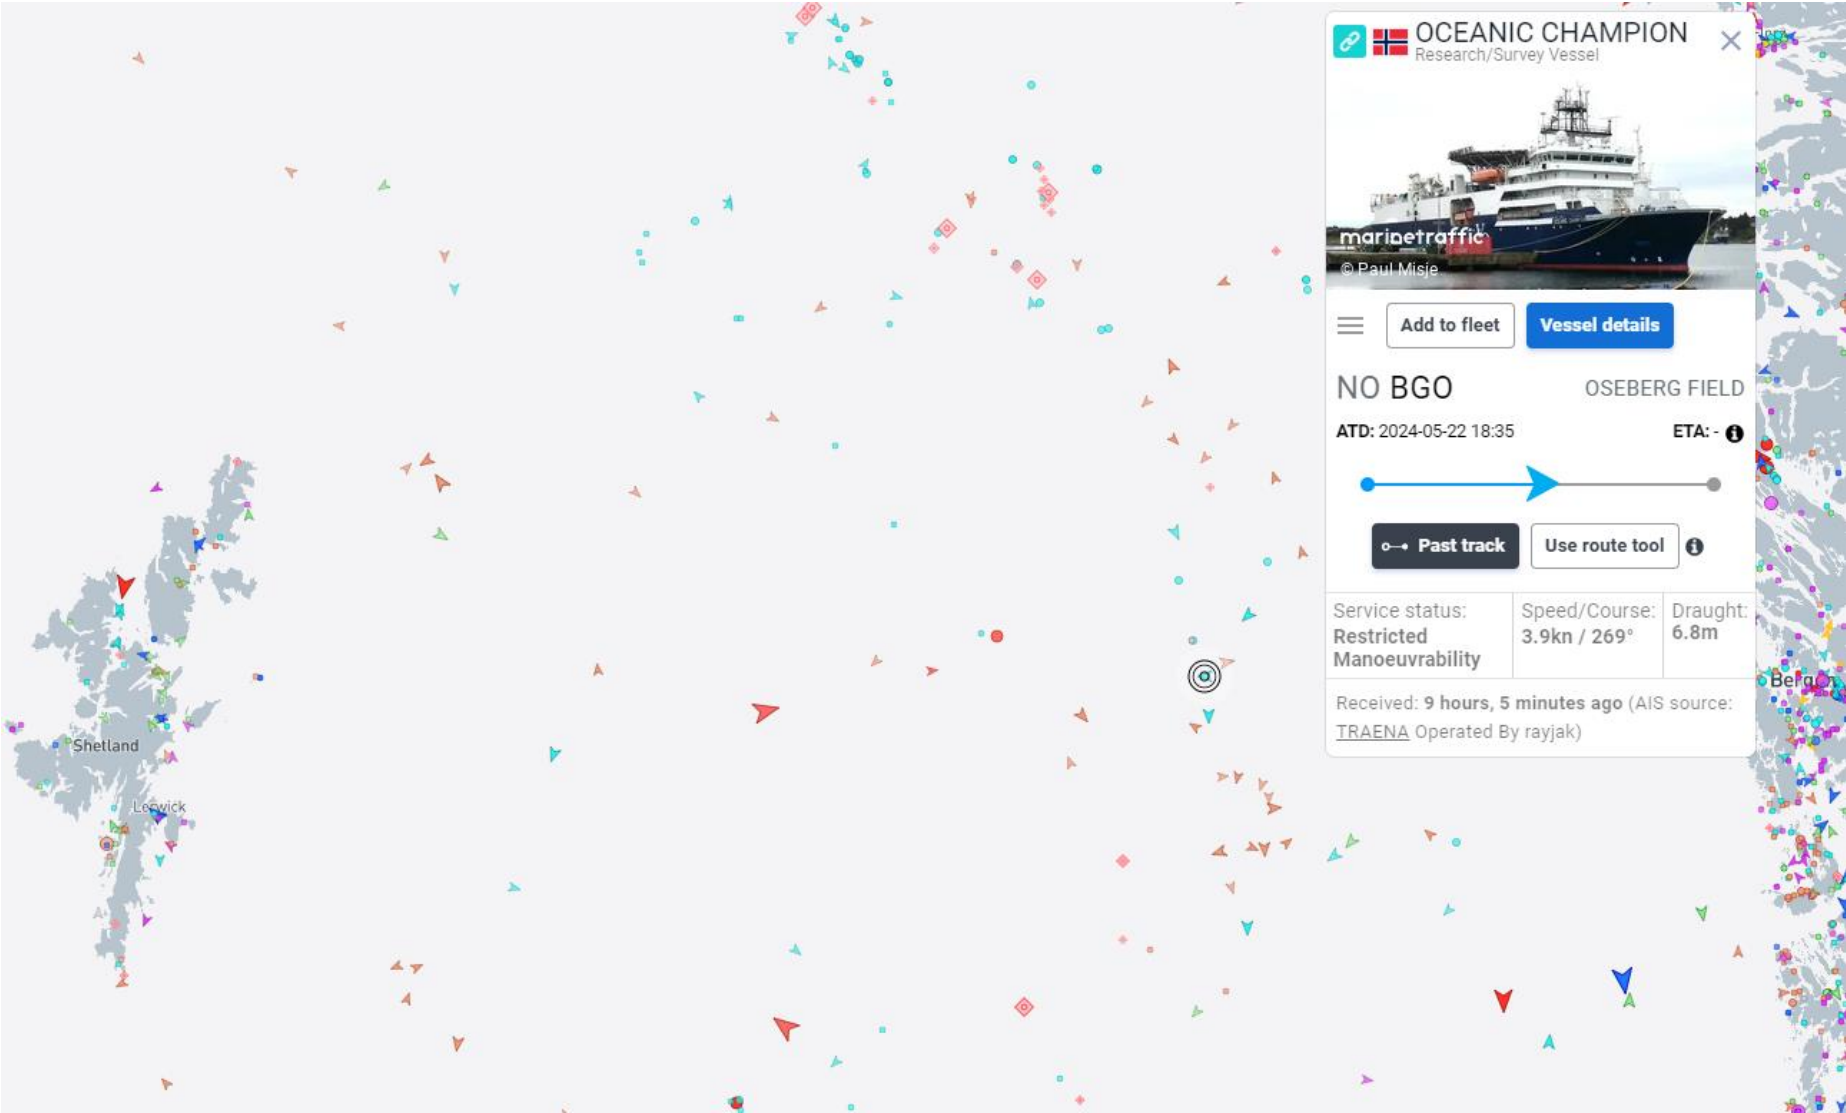 OCEANIC CHAMPION
Research/Survey Vessel
marinetraffic
© Paul Misje
Add to fleet
Vessel details
NO BGO
OSEBERG FIELD
ATD: 2024-05-22 18:35
ETA: -
Past track
Use route tool
Service status:
Restricted
Manoeuvrability
Speed/Course:
3.9kn / 269°
Draught:
6.8m
Received: 9 hours, 5 minutes ago (AIS source:
TRAENA Operated By rayjak)
Shetland
Lerwick
Bergen